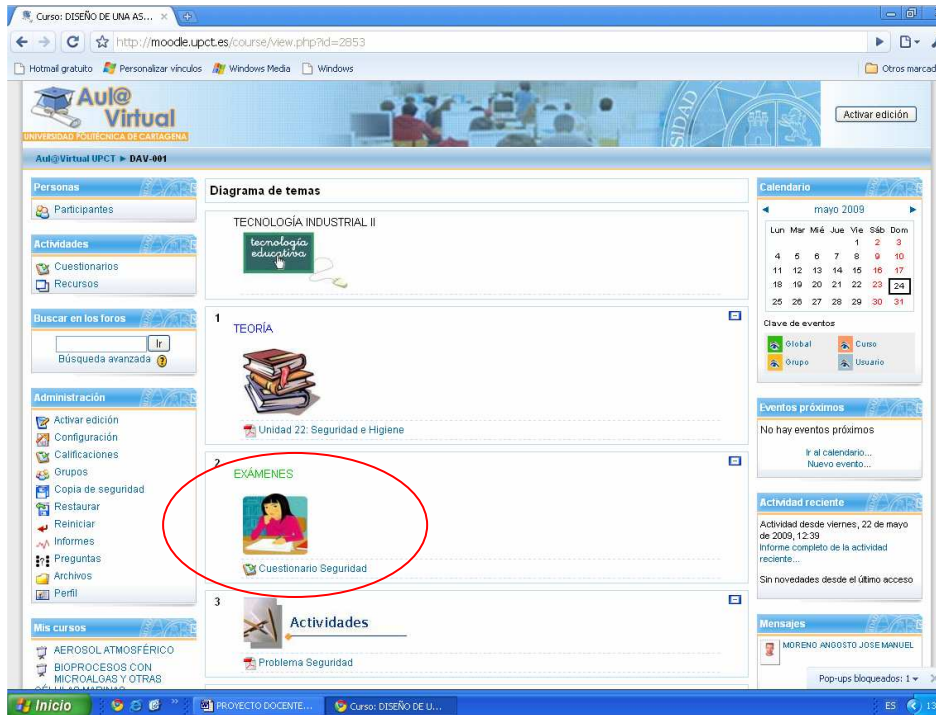 Curso: DISEÑO DE UNA AS...
http://moodle.upct.es/course/view.php?id=2853
Hotmail gratuito
Personalizar vínculos
Windows Media
Windows
Otros marcad
Aul@
Virtual
UNIVERSIDAD POLITÉCNICA DE CARTAGENA
SIDAD
Activar edición
Aul@Virtual UPCT ► DAV-001
Personas
Participantes
Actividades
Cuestionarios
Recursos
Buscar en los foros
Ir
Búsqueda avanzada
Administración
Activar edición
Configuración
Calificaciones
Grupos
Copia de seguridad
Restaurar
Reiniciar
Informes
Preguntas
Archivos
Perfil
Mis cursos
AEROSOL ATMOSFÉRICO
BIOPROCESOS CON
MICROALGAS Y OTRAS
CÉLULAS MARINAS
Diagrama de temas
TECNOLOGÍA INDUSTRIAL II
tecnología
educativa
1
TEORÍA
Unidad 22: Seguridad e Higiene
2
EXÁMENES
Cuestionario Seguridad
3
Actividades
Problema Seguridad
Calendario
◄ mayo 2009 ►
Lun Mar Mié Jue Vie Sáb Dom
1 2 3
4 5 6 7 8 9 10
11 12 13 14 15 16 17
18 19 20 21 22 23 24
25 26 27 28 29 30 31
Clave de eventos
Global
Curso
Grupo
Usuario
Eventos próximos
No hay eventos próximos
Ir al calendario...
Nuevo evento...
Actividad reciente
Actividad desde viernes, 22 de mayo
de 2009, 12:39
Informe completo de la actividad
reciente...
Sin novedades desde el último acceso
Mensajes
MORENO ANGOSTO JOSE MANUEL
Pop-ups bloqueados: 1
Inicio
PROYECTO DOCENTE...
Curso: DISEÑO DE U...
ES
13